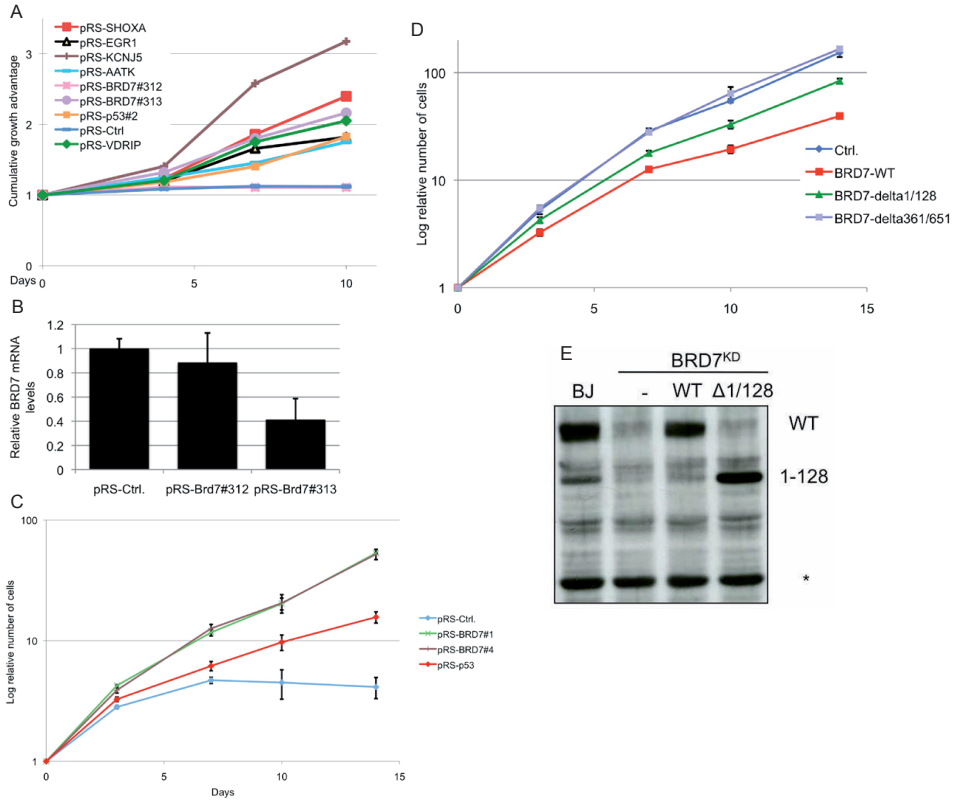 A
pRS-SHOXA
pRS-EGR1
pRS-KCNJ5
pRS-AATK
pRS-BRD7#312
pRS-BRD7#313
pRS-p53#2
pRS-Ctrl
pRS-VDRIP
Cumulative growth advantage
3
2
1
0
Days 0 5 10
B
Relative BRD7 mRNA
levels
1.2
1
0.8
0.6
0.4
0.2
0
pRS-Ctrl. pRS-Brd7#312 pRS-Brd7#313
C
Log relative number of cells
100
10
1
0 5 10 15
Days
pRS-Ctrl.
pRS-BRD7#1
pRS-BRD7#4
pRS-p53
D
Log relative number of cells
100
10
1
0 5 10 15
Ctrl.
BRD7-WT
BRD7-delta1/128
BRD7-delta361/651
E
BRD7KD
BJ - WT Δ1/128
WT
1-128
*